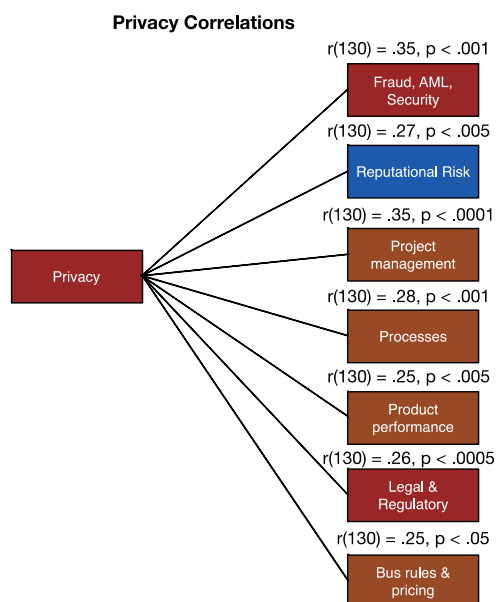 Privacy Correlations
r(130) = .35, p < .001
Fraud, AML,
Security
r(130) = .27, p < .005
Reputational Risk
r(130) = .35, p < .0001
Project
management
Privacy
r(130) = .28, p < .001
Processes
r(130) = .25, p < .005
Product
performance
r(130) = .26, p < .0005
Legal &
Regulatory
r(130) = .25, p < .05
Bus rules &
pricing